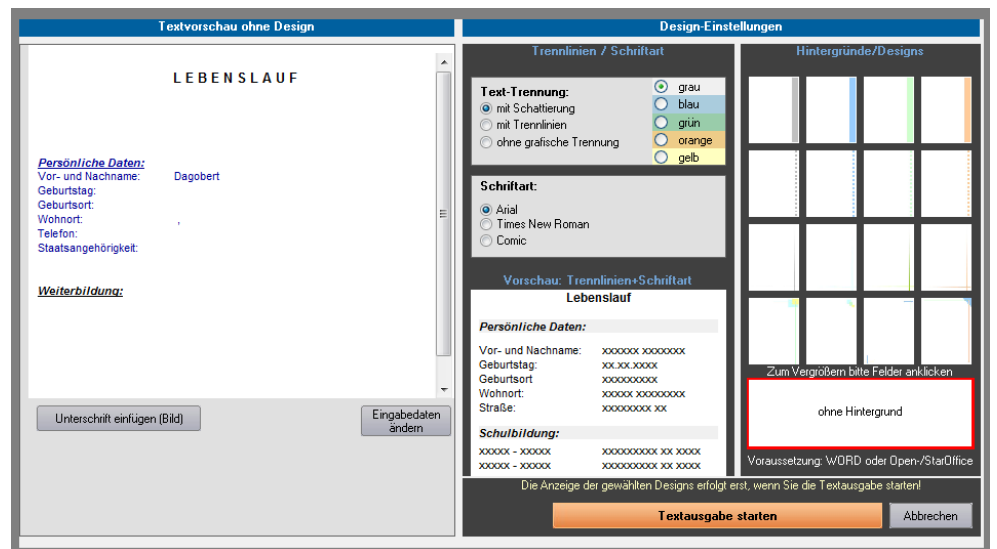 Textvorschau ohne Design
LEBENSLAUF
Persönliche Daten:
Vor- und Nachname: Dagobert
Geburtstag:
Geburtsort:
Wohnort: ,
Telefon:
Staatsangehörigkeit:
Weiterbildung:
Unterschrift einfügen (Bild)
Eingabedaten
ändern
Design-Einstellungen
Trennlinien / Schriftart
Text-Trennung:
mit Schattierung
mit Trennlinien
ohne grafische Trennung
grau
blau
grün
orange
gelb
Schriftart:
Arial
Times New Roman
Comic
Vorschau: Trennlinien+Schriftart
Lebenslauf
Persönliche Daten:
Vor- und Nachname: xxxxxx xxxxxxx
Geburtstag: xx.xx.xxxx
Geburtsort xxxxxxxxx
Wohnort: xxxxx xxxxxxxx
Straße: xxxxxxxx xx
Schulbildung:
xxxxx - xxxxx xxxxxxxxx xx xxxx
xxxxx - xxxxx xxxxxxxxx xx xxxx
Hintergründe/Designs
Zum Vergrößern bitte Felder anklicken
ohne Hintergrund
Voraussetzung: WORD oder Open-/StarOffice
Die Anzeige der gewählten Designs erfolgt erst, wenn Sie die Textausgabe starten!
Textausgabe starten
Abbrechen